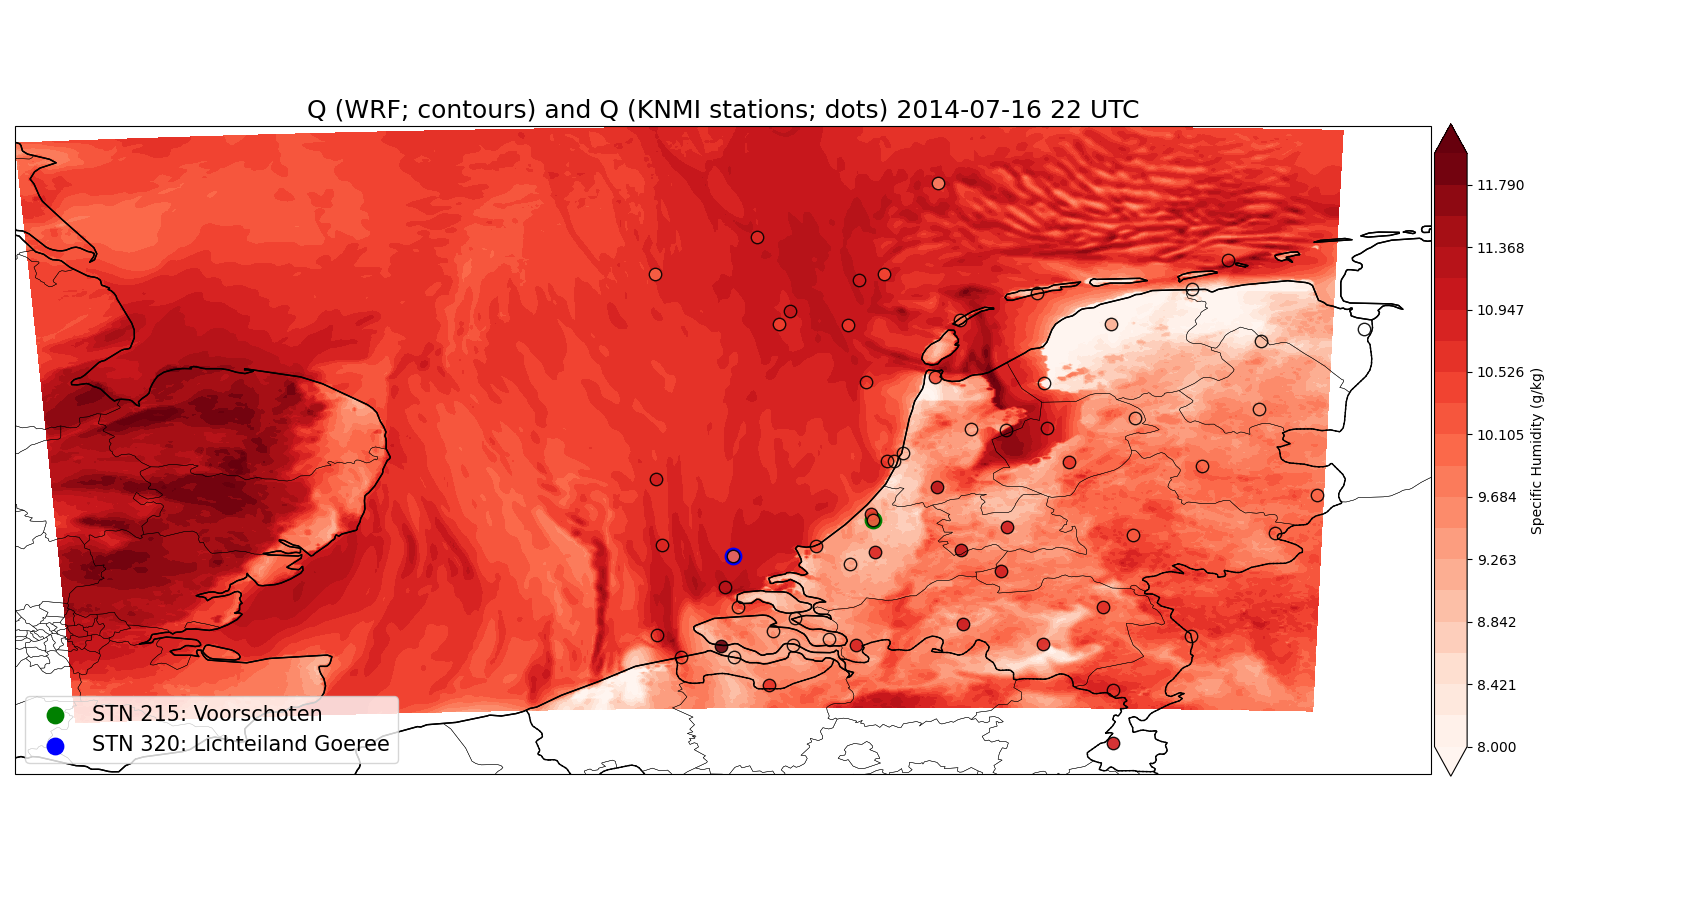 Q (WRF; contours) and Q (KNMI stations; dots) 2014-07-16 22 UTC
11.790
11.368
10.947
10.526
10.105
9.684
9.263
8.842
8.421
8.000
Specific Humidity (g/kg)
STN 215: Voorschoten
STN 320: Lichteiland Goeree